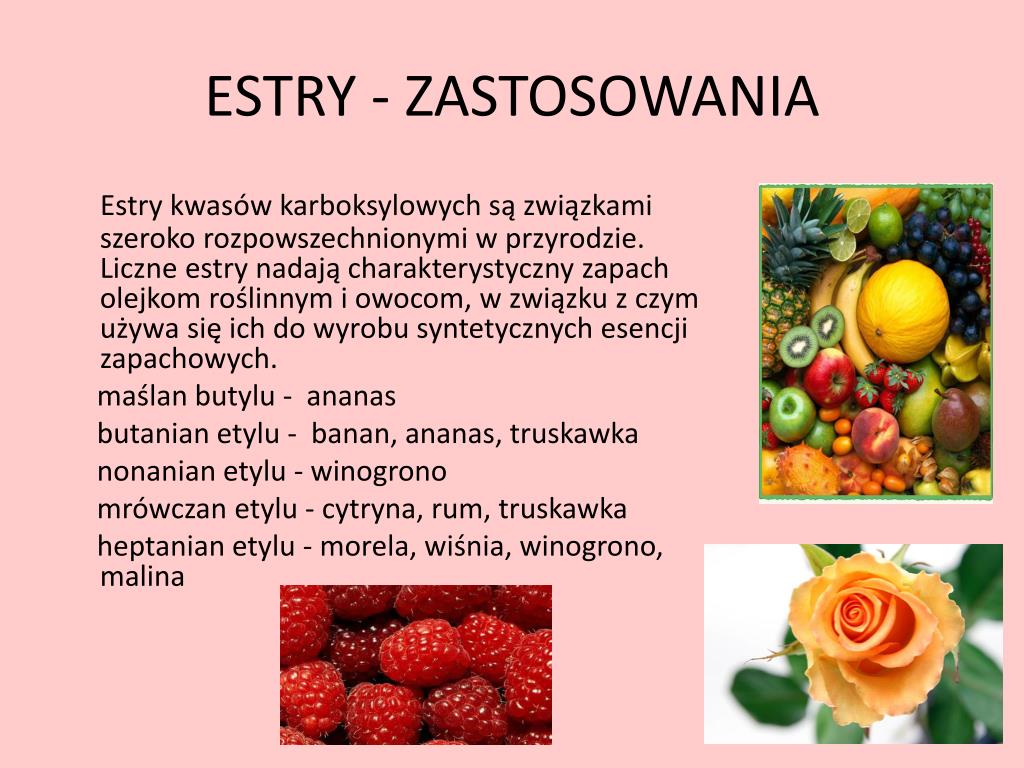 ESTRY - ZASTOSOWANIA
Estry kwasów karboksylowych są związkami
szeroko rozpowszechnionymi w przyrodzie.
Liczne estry nadają charakterystyczny zapach
olejkom roślinnym i owocom, w związku z czym
używa się ich do wyrobu syntetycznych esencji
zapachowych.
maślan butylu - ananas
butanian etylu - banan, ananas, truskawka
nonanian etylu - winogrono
mrówczan etylu - cytryna, rum, truskawka
heptanian etylu - morela, wiśnia, winogrono,
malina